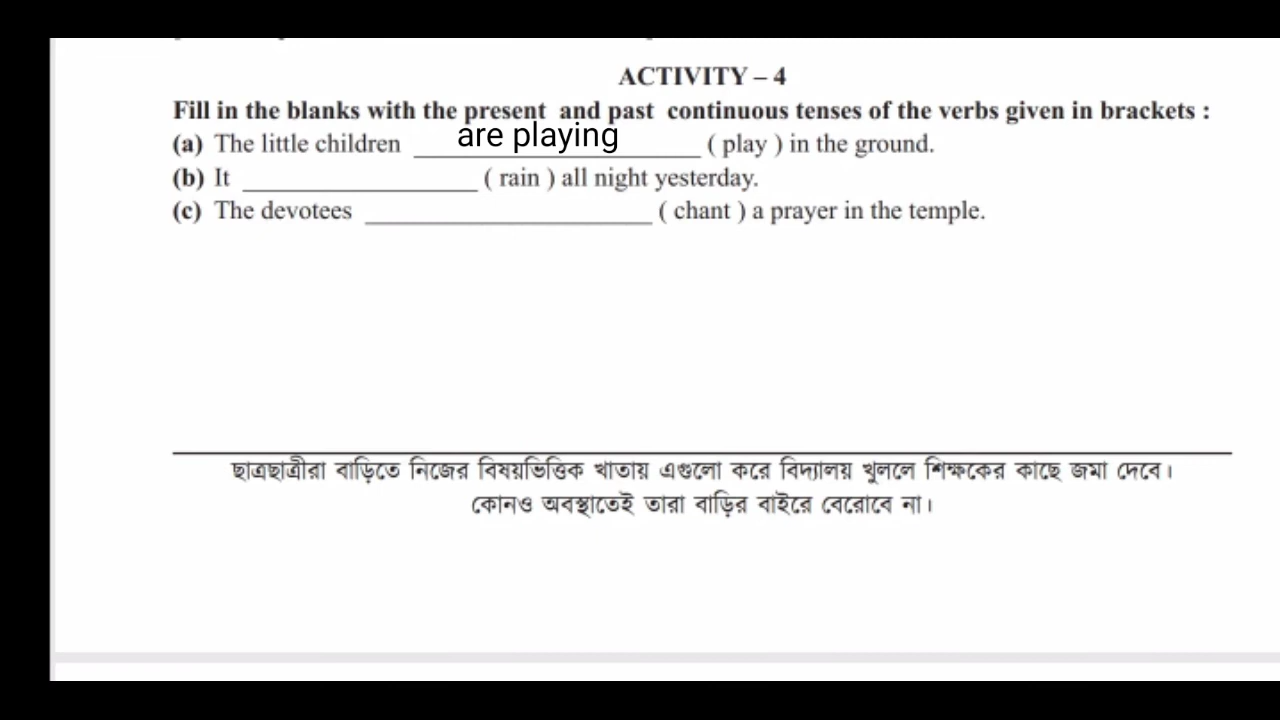 ACTIVITY – 4
Fill in the blanks with the present and past continuous tenses of the verbs given in brackets :
(a) The little children are playing ( play ) in the ground.
(b) It ____________ ( rain ) all night yesterday.
(c) The devotees ____________ ( chant ) a prayer in the temple.
ছাত্রছাত্রীরা বাড়িতে নিজের বিষয়ভিত্তিক খাতায় এগুলো করে বিদ্যালয় খুললে শিক্ষকের কাছে জমা দেবে।
কোনও অবস্থাতেই তারা বাড়ির বাইরে বেরোবে না।